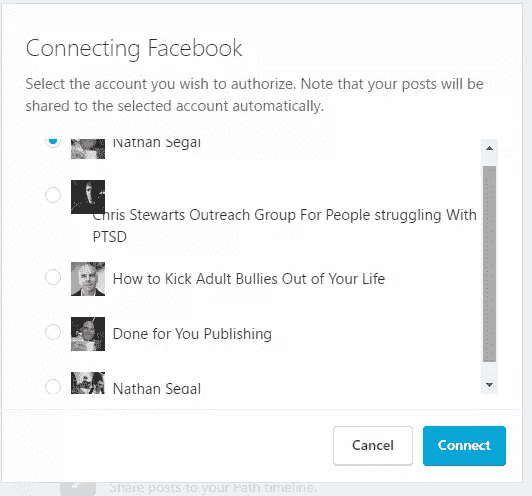 Connecting Facebook
Select the account you wish to authorize. Note that your posts will be
shared to the selected account automatically.
Nathan Segal
Chris Stewarts Outreach Group For People struggling With
PTSD
How to Kick Adult Bullies Out of Your Life
Done for You Publishing
Nathan Segal
Cancel
Connect
Share posts to your Path timeline.